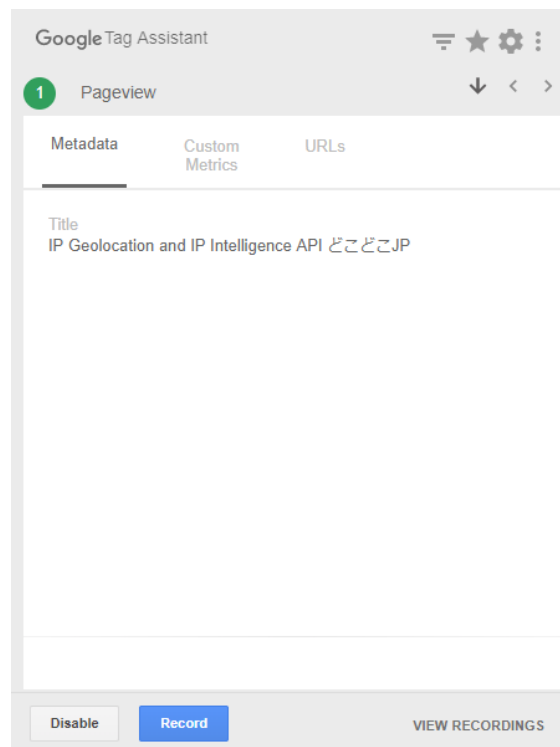 Google Tag Assistant
1 Pageview
Metadata
Custom
Metrics
URLs
Title
IP Geolocation and IP Intelligence API どこどこJP
Disable
Record
VIEW RECORDINGS